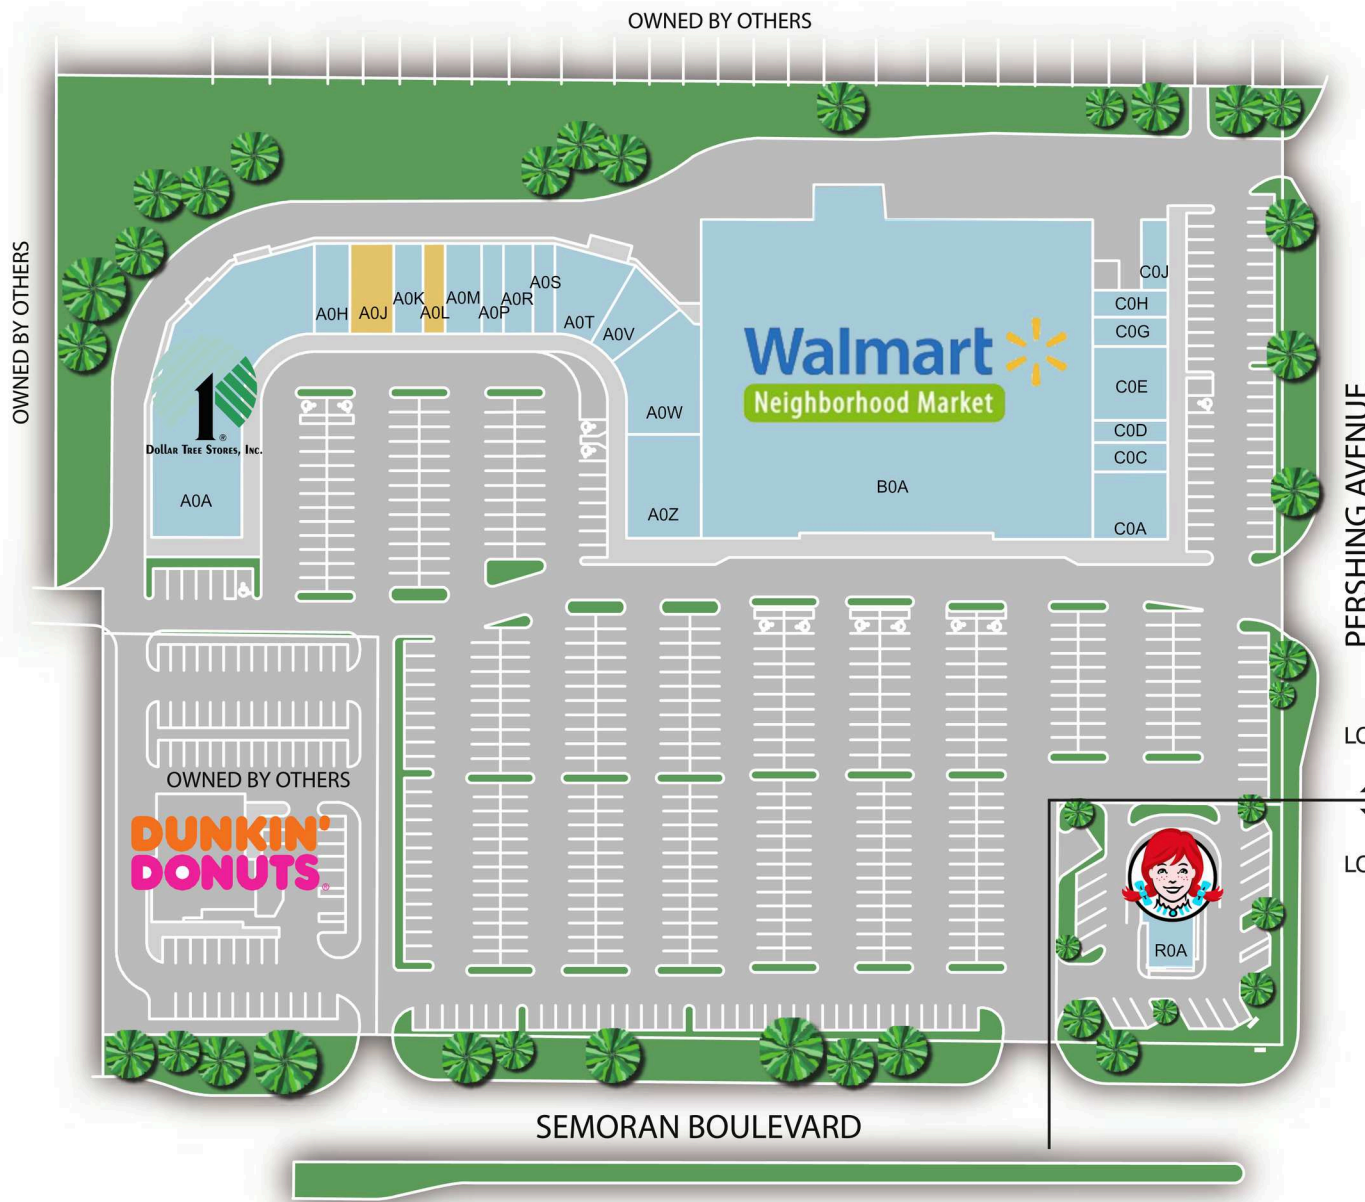 OWNED BY OTHERS
OWNED BY OTHERS
A0H
A0J
A0K
A0L
A0M
A0P
A0R
A0S
A0T
A0V
A0W
A0Z
1
®
Dollar Tree Stores, Inc.
A0A
Walmart
Neighborhood Market
B0A
C0J
C0H
C0G
C0E
C0D
C0C
C0A
PERSHING AVENUE
OWNED BY OTHERS
DUNKIN'
DONUTS®
R0A
SEMORAN BOULEVARD